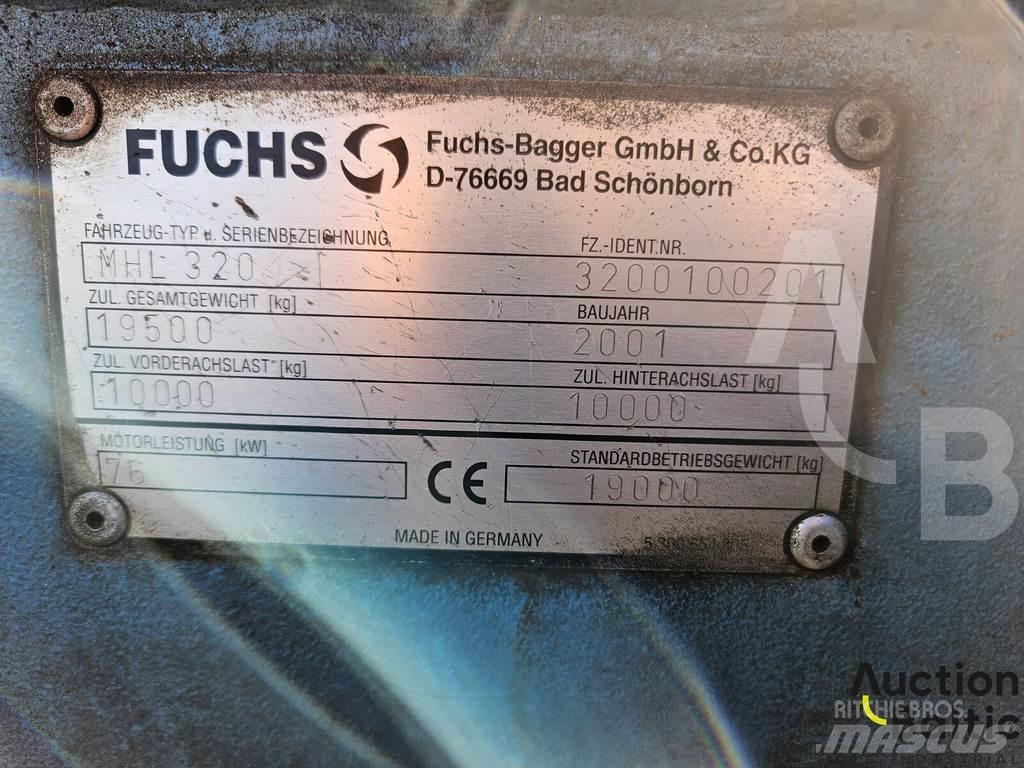 FUCHS
Fuchs-Bagger GmbH & Co.KG
D-76669 Bad Schönborn
FAHRZEUG-TYP u. SERIENBEZEICHNUNG
FZ.-IDENT.NR.
MHL 320
3200100201
ZUL. GESAMTGEWICHT [kg]
BAUJAHR
19500
2001
ZUL. VORDERACHSLAST [kg]
ZUL. HINTERACHSLAST [kg]
10000
10000
MOTORLEISTUNG [kW]
STANDARDBETRIEBSGEWICHT [kg]
76
CE
19000
MADE IN GERMANY
AB
Auction
RITCHIE BROS.
MASCUS